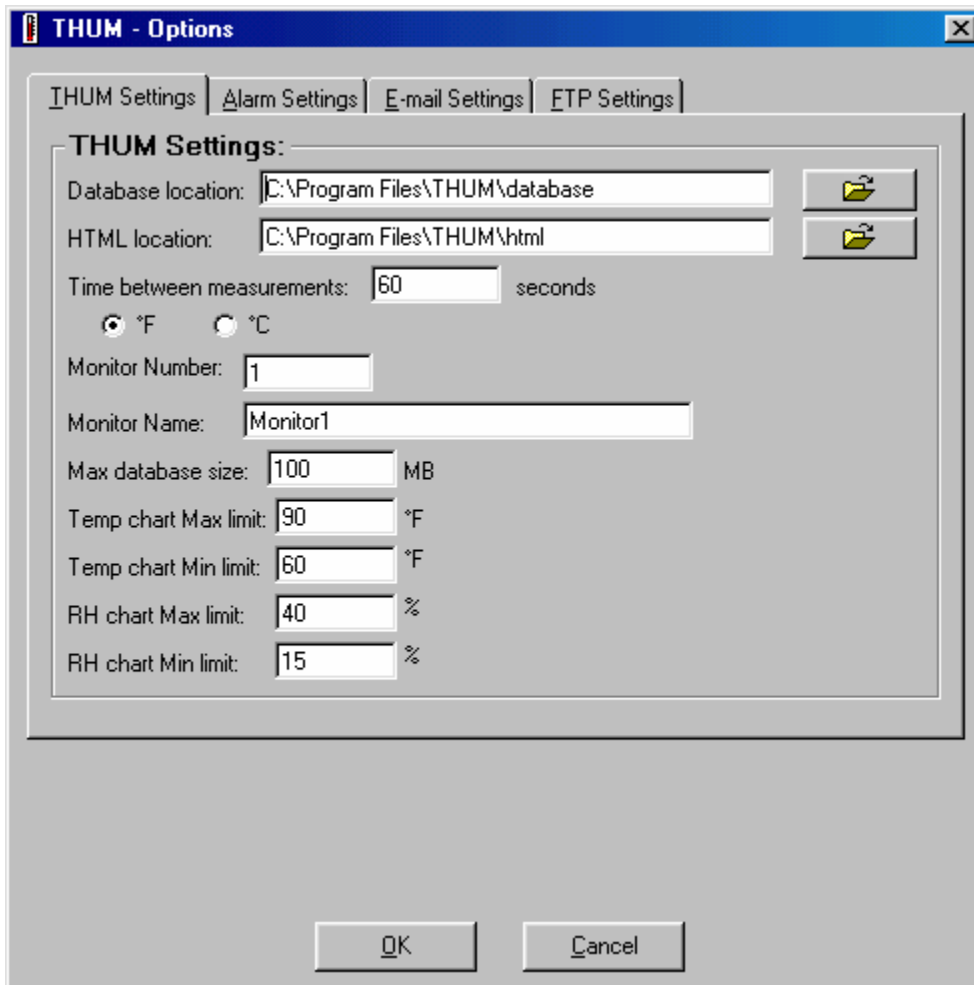 THUM - Options
THUM Settings Alarm Settings E-mail Settings FTP Settings
THUM Settings:
Database location: C:\Program Files\THUM\database
HTML location: C:\Program Files\THUM\html
Time between measurements: 60 seconds
°F °C
Monitor Number: 1
Monitor Name: Monitor1
Max database size: 100 MB
Temp chart Max limit: 90 °F
Temp chart Min limit: 60 °F
RH chart Max limit: 40 %
RH chart Min limit: 15 %
OK Cancel